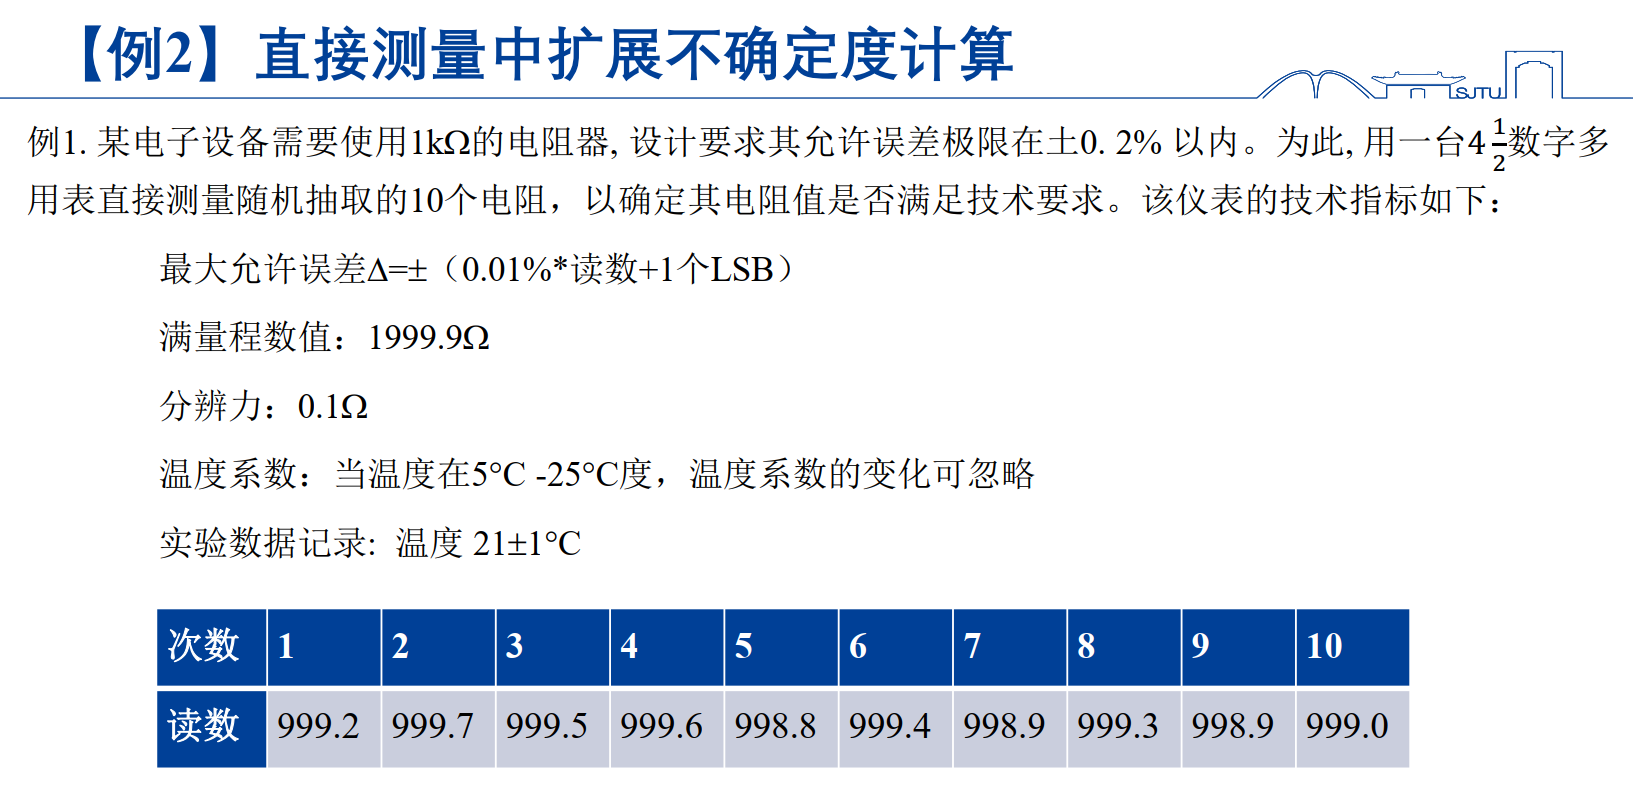 【例2】直接测量中扩展不确定度计算
SJTU
例1. 某电子设备需要使用1kΩ的电阻器, 设计要求其允许误差极限在土0. 2% 以内。为此, 用一台4 1/2数字多
用表直接测量随机抽取的10个电阻，以确定其电阻值是否满足技术要求。该仪表的技术指标如下：
最大允许误差Δ=±（0.01%*读数+1个LSB）
满量程数值：1999.9Ω
分辨力：0.1Ω
温度系数：当温度在5°C -25°C度，温度系数的变化可忽略
实验数据记录: 温度 21±1°C
次数 1 2 3 4 5 6 7 8 9 10
读数 999.2 999.7 999.5 999.6 998.8 999.4 998.9 999.3 998.9 999.0